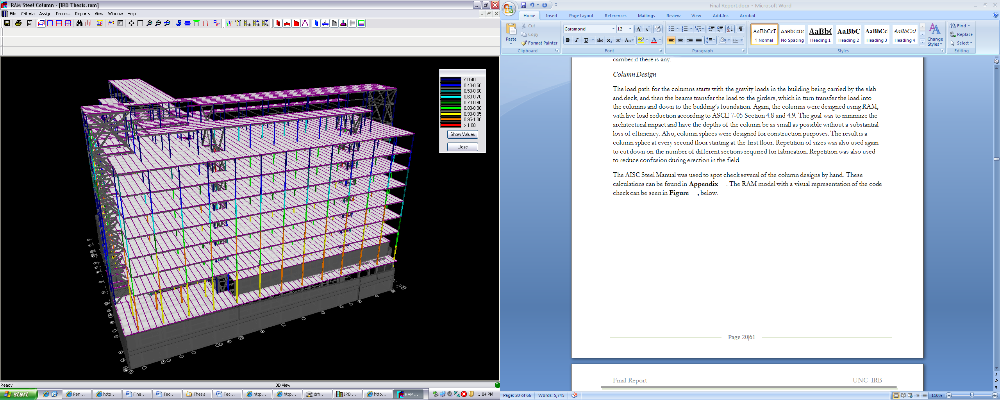 RAM Steel Column - [IRB Thesis.ram]
File Criteria Assign Process Reports View Window Help
< 0.40
0.40-0.50
0.50-0.60
0.60-0.70
0.70-0.80
0.80-0.90
0.90-0.95
0.95-1.00
> 1.00
Show Values
Close
Ready
3D View
start
Pen...
http...
Fina...
Tec...
Thesis
Tec...
http...
http...
drh...
IRB ...
http...
RAM...
1:04 PM
Final Report.docx - Microsoft Word
Home Insert Page Layout References Mailings Review View Add-Ins Acrobat
Paste
Cut
Copy
Format Painter
Clipboard
Garamond 12
Font
Paragraph
AaBbCcI AaBbCcDc AaBb( AaBbC AaBbCcI AaBbCcL
¶ Normal No Spacing Heading 1 Heading 2 Heading 3 Heading 4
Change Styles
Styles
Find
Replace
Select
Editing
camber if there is any.
Column Design
The load path for the columns starts with the gravity loads in the building being carried by the slab
and deck, and then the beams transfer the load to the girders, which in turn transfer the load into
the columns and down to the building's foundation. Again, the columns were designed using RAM,
with live load reduction according to ASCE 7-05 Section 4.8 and 4.9. The goal was to minimize the
architectural impact and have the depths of the column be as small as possible without a substantial
loss of efficiency. Also, column splices were designed for construction purposes. The result is a
column splice at every second floor starting at the first floor. Repetition of sizes was also used again
to cut down on the number of different sections required for fabrication. Repetition was also used
to reduce confusion during erection in the field.
The AISC Steel Manual was used to spot check several of the column designs by hand. These
calculations can be found in Appendix __. The RAM model with a visual representation of the code
check can be seen in Figure __, below.
Page 20|61
Final Report UNC- IRB
Page: 20 of 66 Words: 5,745 110%